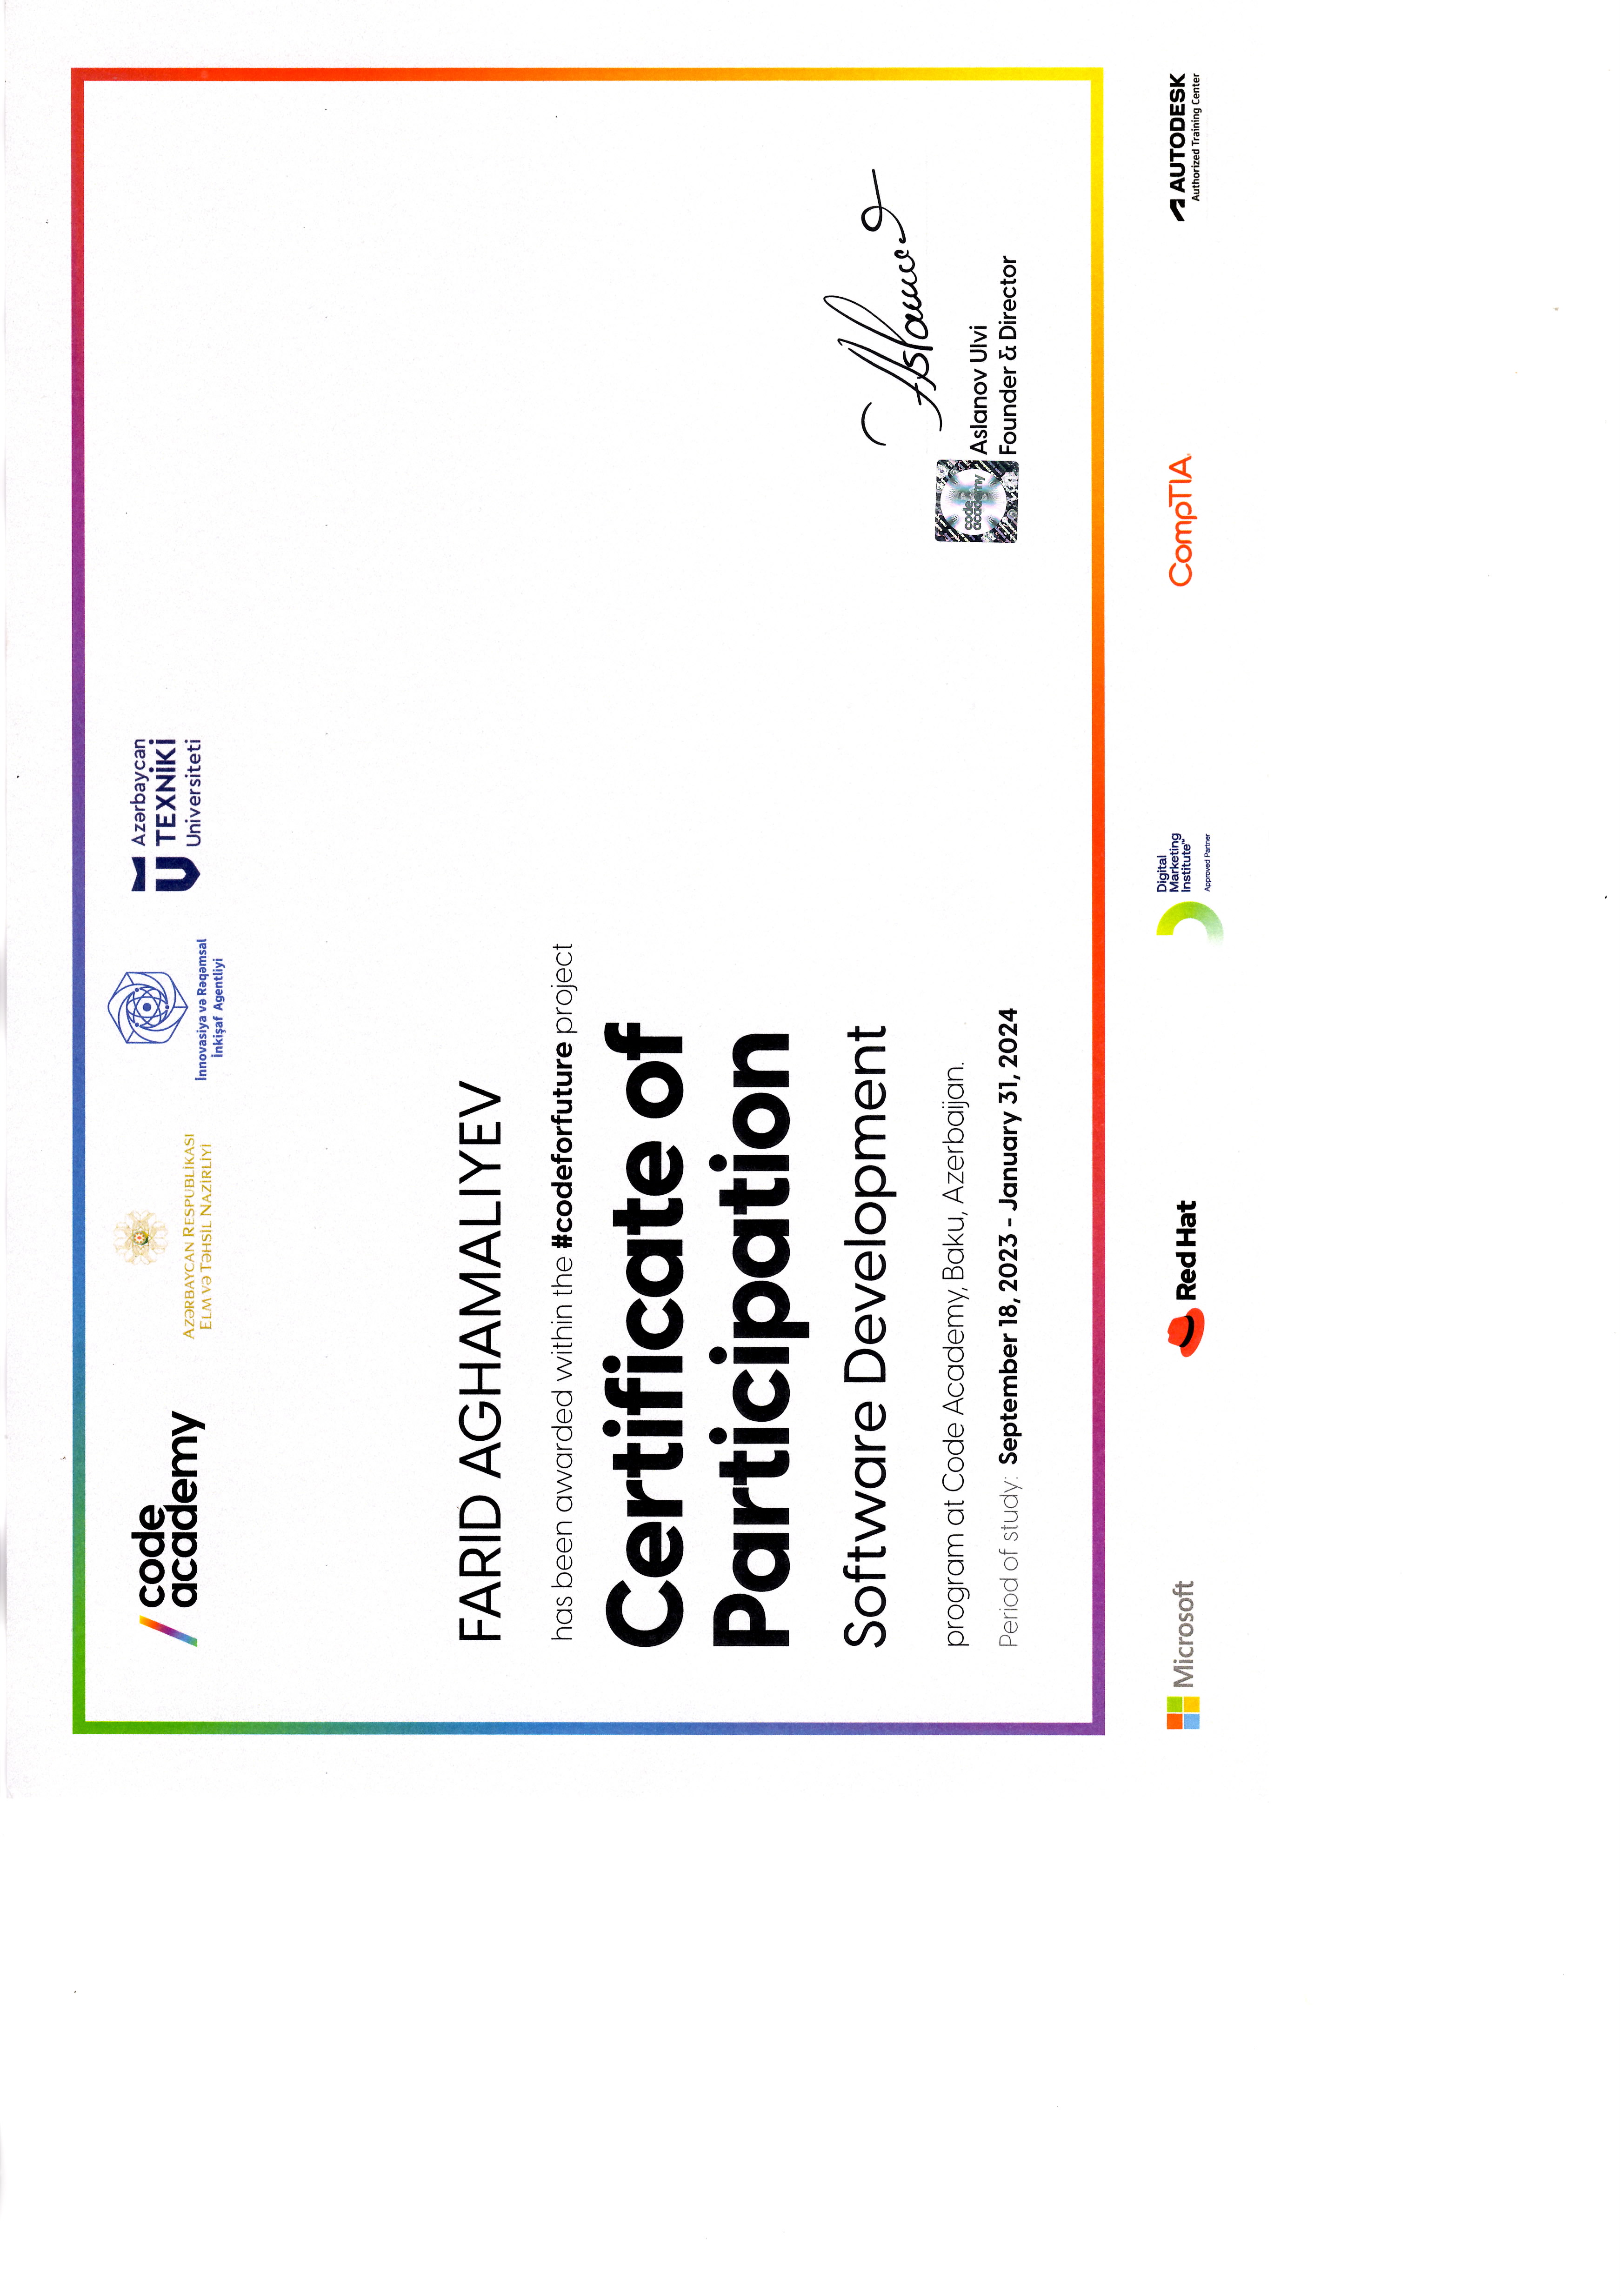 code
academy
AZƏRBAYCAN RESPUBLİKASI
ELM VƏ TƏHSİL NAZİRLİYİ
İnnovasiya və Rəqəmsal
İnkişaf Agentliyi
Azərbaycan
TEXNİKİ
Universiteti
FARID AGHAMALIYEV
has been awarded within the #codeforfuture project
Certificate of
Participation
Software Development
program at Code Academy, Baku, Azerbaijan.
Period of study: September 18, 2023 - January 31, 2024
Aslanov
code
academy
Aslanov Ulvi
Founder & Director
Microsoft
Red Hat
Digital
Marketing
Institute™
Approved Partner
CompTIA
AUTODESK
Authorized Training Center